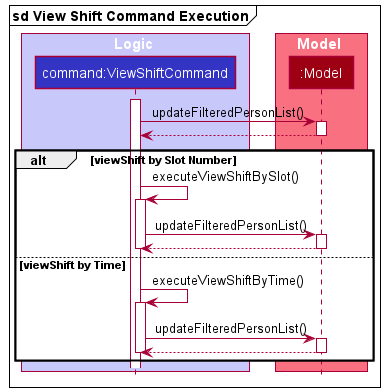 sd View Shift Command Execution
Logic
Model
command:ViewShiftCommand
:Model
updateFilteredPersonList()
alt
[viewShift by Slot Number]
executeViewShiftBySlot()
updateFilteredPersonList()
[viewShift by Time]
executeViewShiftByTime()
updateFilteredPersonList()